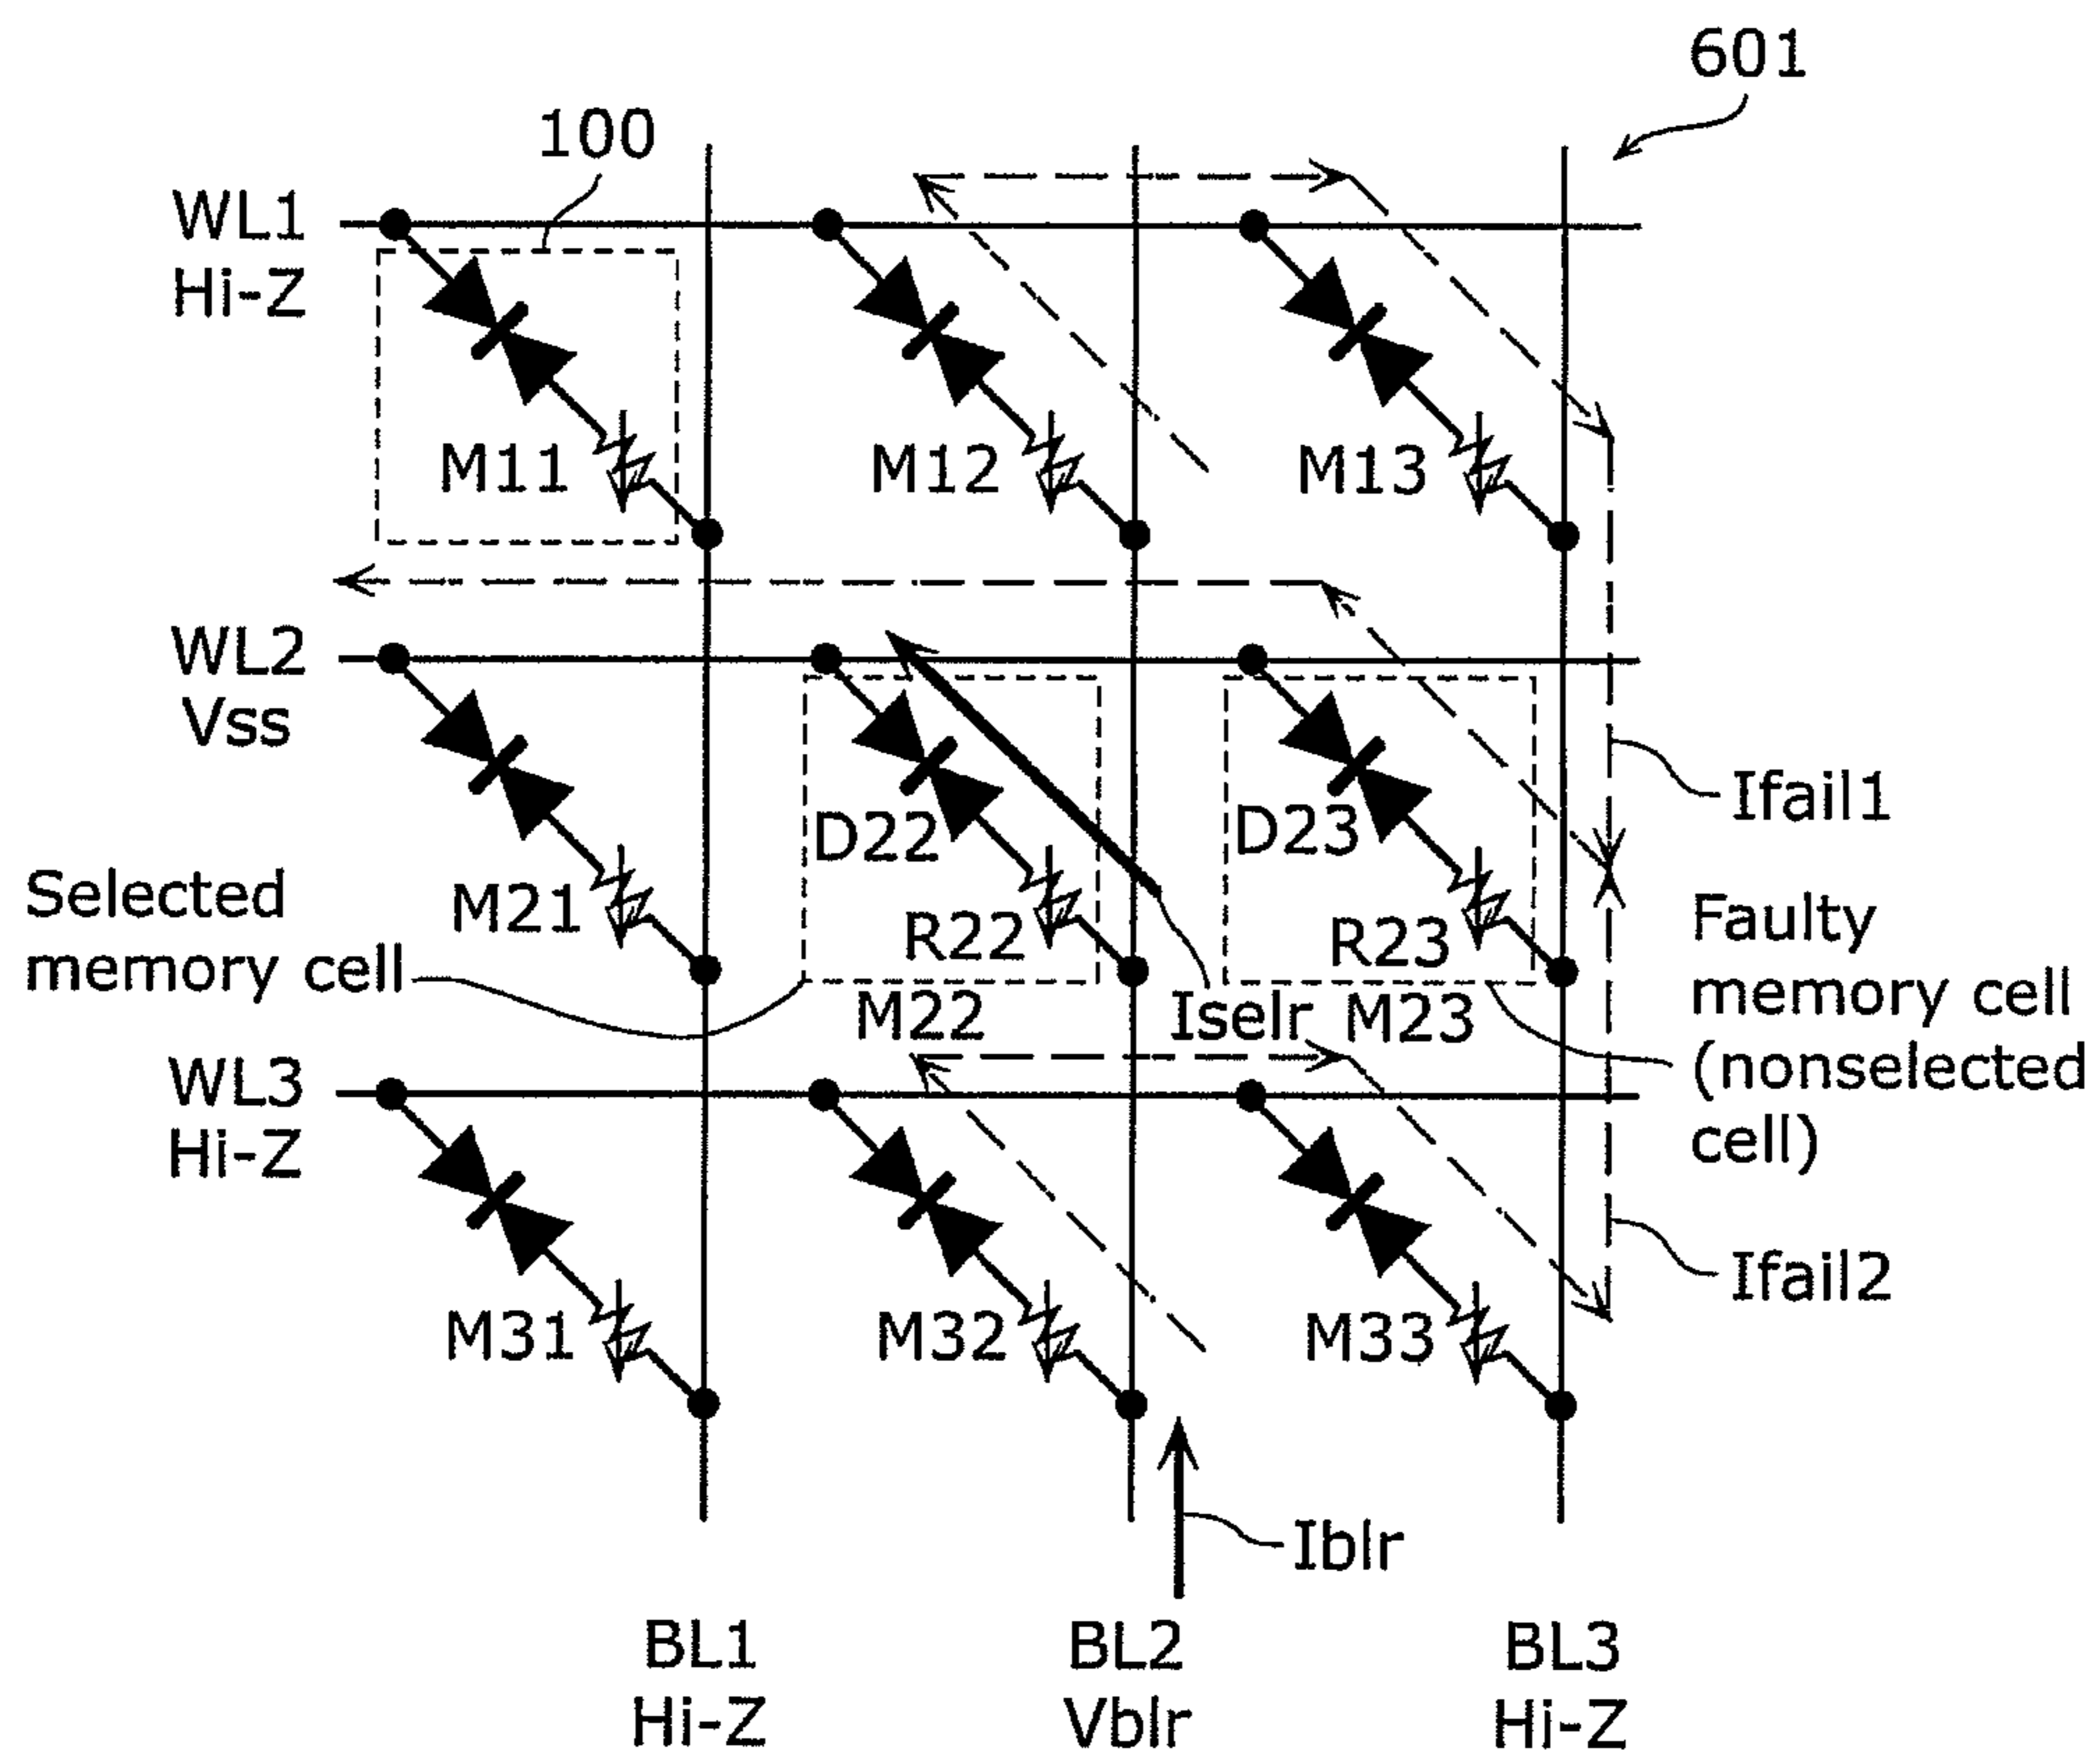 601
100
WL1
Hi-Z
M11
M12
M13
WL2
Vss
D22
D23
Ifail1
Selected
memory cell
M21
R22
R23
Faulty
memory cell
(nonselected
cell)
M22
Iselr
M23
WL3
Hi-Z
Ifail2
M31
M32
M33
Iblr
BL1
Hi-Z
BL2
Vblr
BL3
Hi-Z